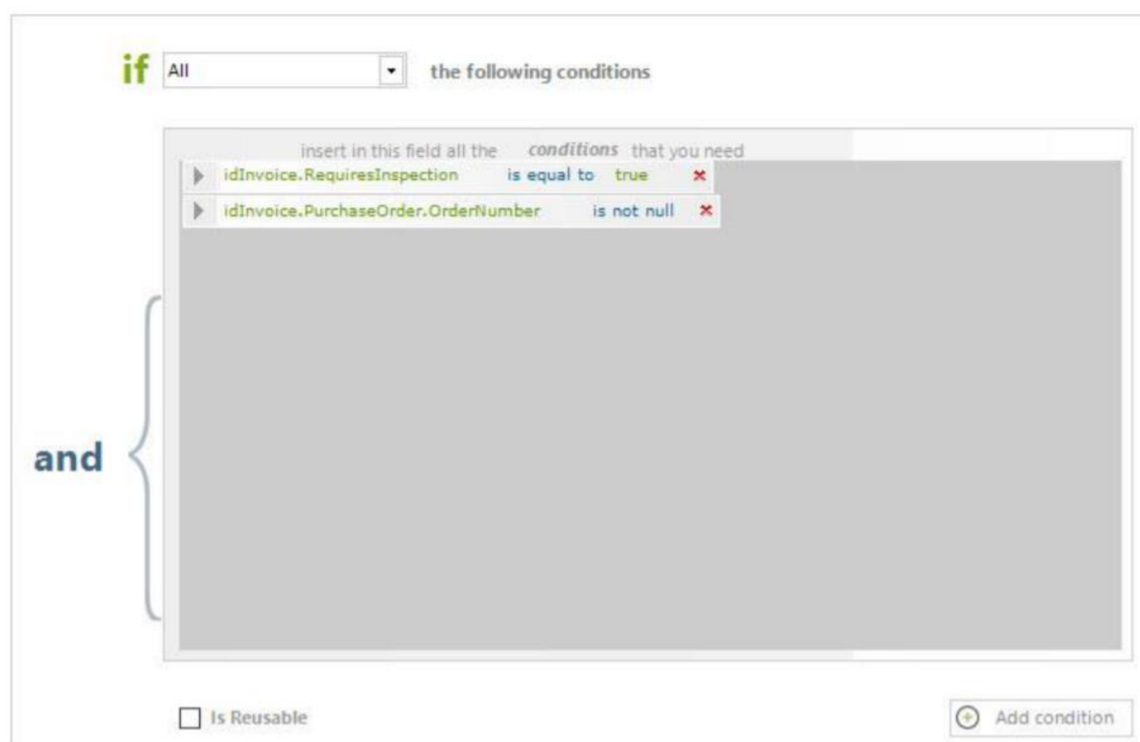 if All the following conditions
insert in this field all the conditions that you need
idInvoice.RequiresInspection is equal to true
idInvoice.PurchaseOrder.OrderNumber is not null
and
Is Reusable Add condition